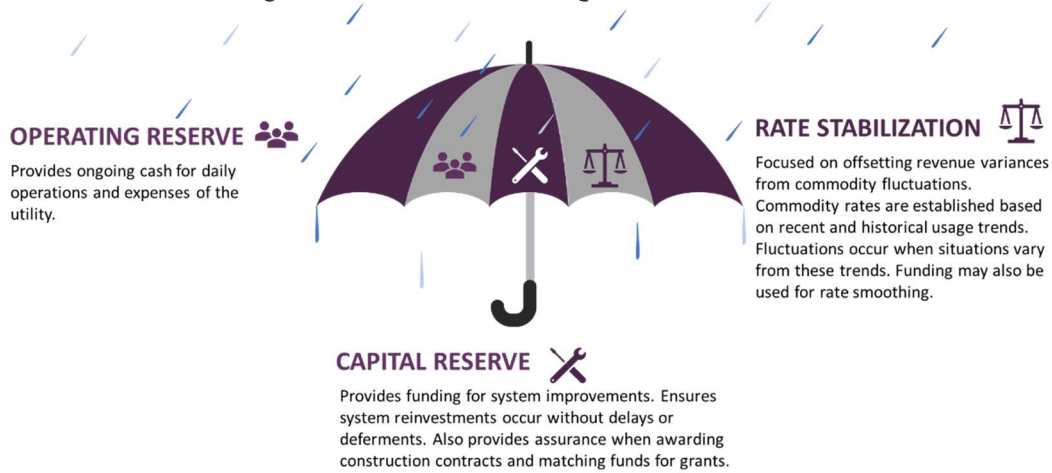 OPERATING RESERVE
Provides ongoing cash for daily
operations and expenses of the
utility.
RATE STABILIZATION
Focused on offsetting revenue variances
from commodity fluctuations.
Commodity rates are established based
on recent and historical usage trends.
Fluctuations occur when situations vary
from these trends. Funding may also be
used for rate smoothing.
CAPITAL RESERVE
Provides funding for system improvements. Ensures
system reinvestments occur without delays or
deferments. Also provides assurance when awarding
construction contracts and matching funds for grants.